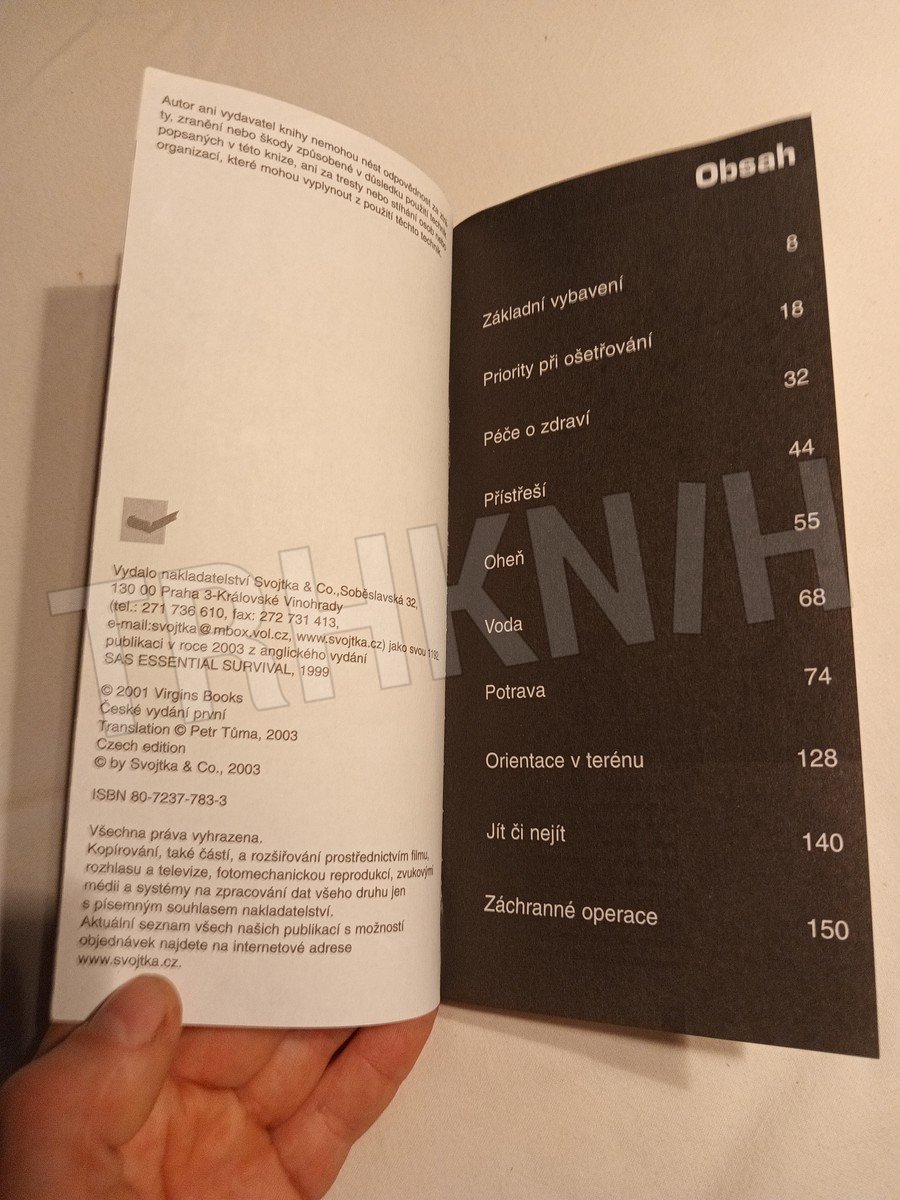 Autor ani vydavatel knihy nemohou nést odpovědnost za ztrá
ty, zranění nebo škody způsobené v důsledku použití technik
popsaných v této knize, ani za tresty nebo stíhání osob nebo
organizací, které mohou vyplynout z použití těchto technik.
Vydalo nakladatelství Svojtka & Co.,Soběslavská 32,
130 00 Praha 3-Královské Vinohrady
(tel.: 271 736 610, fax: 272 731 413,
e-mail:svojtka@mbox.vol.cz, www.svojtka.cz) jako svou 1192.
publikaci v roce 2003 z anglického vydání
SAS ESSENTIAL SURVIVAL, 1999
© 2001 Virgins Books
České vydání první
Translation © Petr Tůma, 2003
Czech edition
© by Svojtka & Co., 2003
ISBN 80-7237-783-3
Všechna práva vyhrazena.
Kopírování, také částí, a rozšiřování prostřednictvím filmu,
rozhlasu a televize, fotomechanickou reprodukcí, zvukovými
médii a systémy na zpracování dat všeho druhu jen
s písemným souhlasem nakladatelství.
Aktuální seznam všech našich publikací s možností
objednávek najdete na internetové adrese
www.svojtka.cz.
Obsah
Základní vybavení 8
Priority při ošetřování 18
Péče o zdraví 32
Přístřeší 44
Oheň 55
Voda 68
Potrava 74
Orientace v terénu 128
Jít či nejít 140
Záchranné operace 150
TRHKNIH